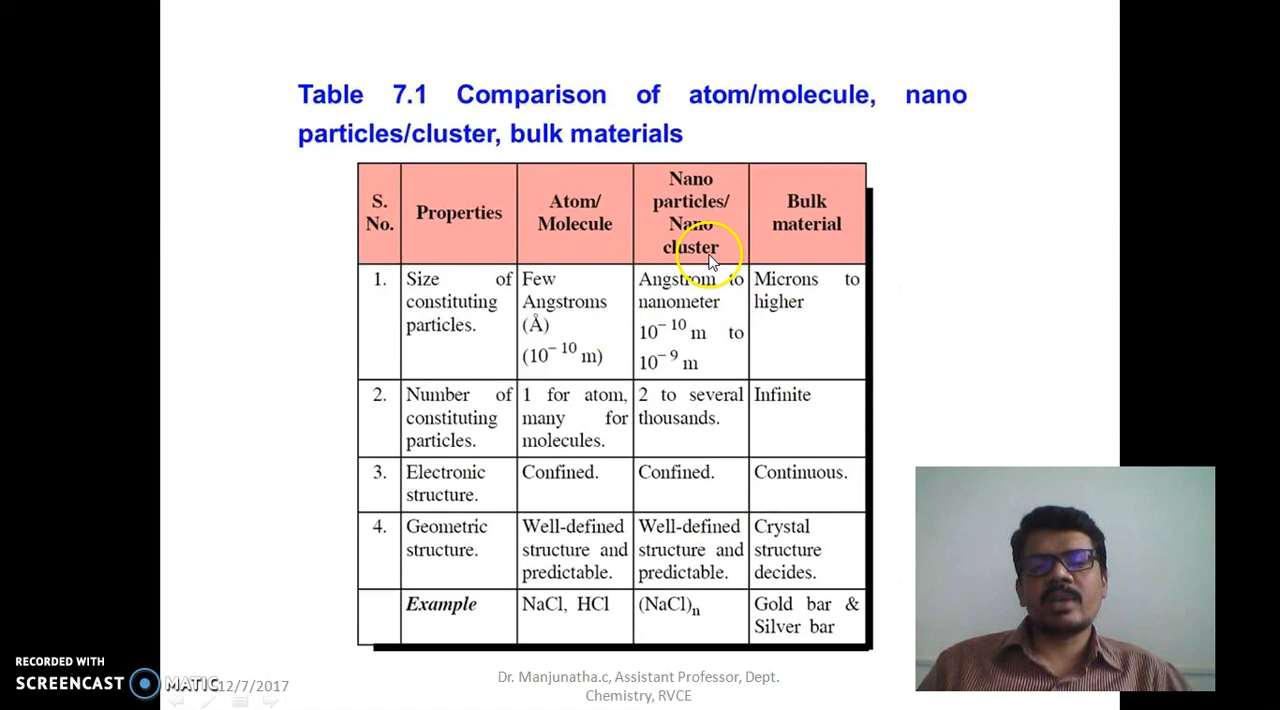 Table 7.1 Comparison of atom/molecule, nano
particles/cluster, bulk materials
S. No. Properties Atom/ Molecule Nano particles/ Nano cluster Bulk material
1. Size of constituting particles. Few Angstroms (Å) (10⁻¹⁰ m) Angstrom to nanometer 10⁻¹⁰ m to 10⁻⁹ m Microns to higher
2. Number of constituting particles. 1 for atom, many for molecules. 2 to several thousands. Infinite
3. Electronic structure. Confined. Confined. Continuous.
4. Geometric structure. Well-defined structure and predictable. Well-defined structure and predictable. Crystal structure decides.
Example NaCl, HCl (NaCl)ₙ Gold bar & Silver bar
RECORDED WITH
SCREENCAST MATIC
12/7/2017
Dr. Manjunatha.c, Assistant Professor, Dept.
Chemistry, RVCE